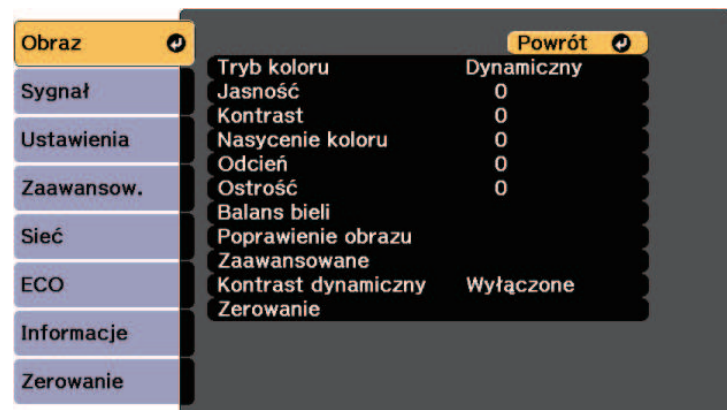 Obraz
Sygnał
Ustawienia
Zaawansow.
Sieć
ECO
Informacje
Zerowanie
Powrót
Tryb koloru Dynamiczny
Jasność 0
Kontrast 0
Nasycenie koloru 0
Odcień 0
Ostrość 0
Balans bieli
Poprawienie obrazu
Zaawansowane
Kontrast dynamiczny Wyłączone
Zerowanie